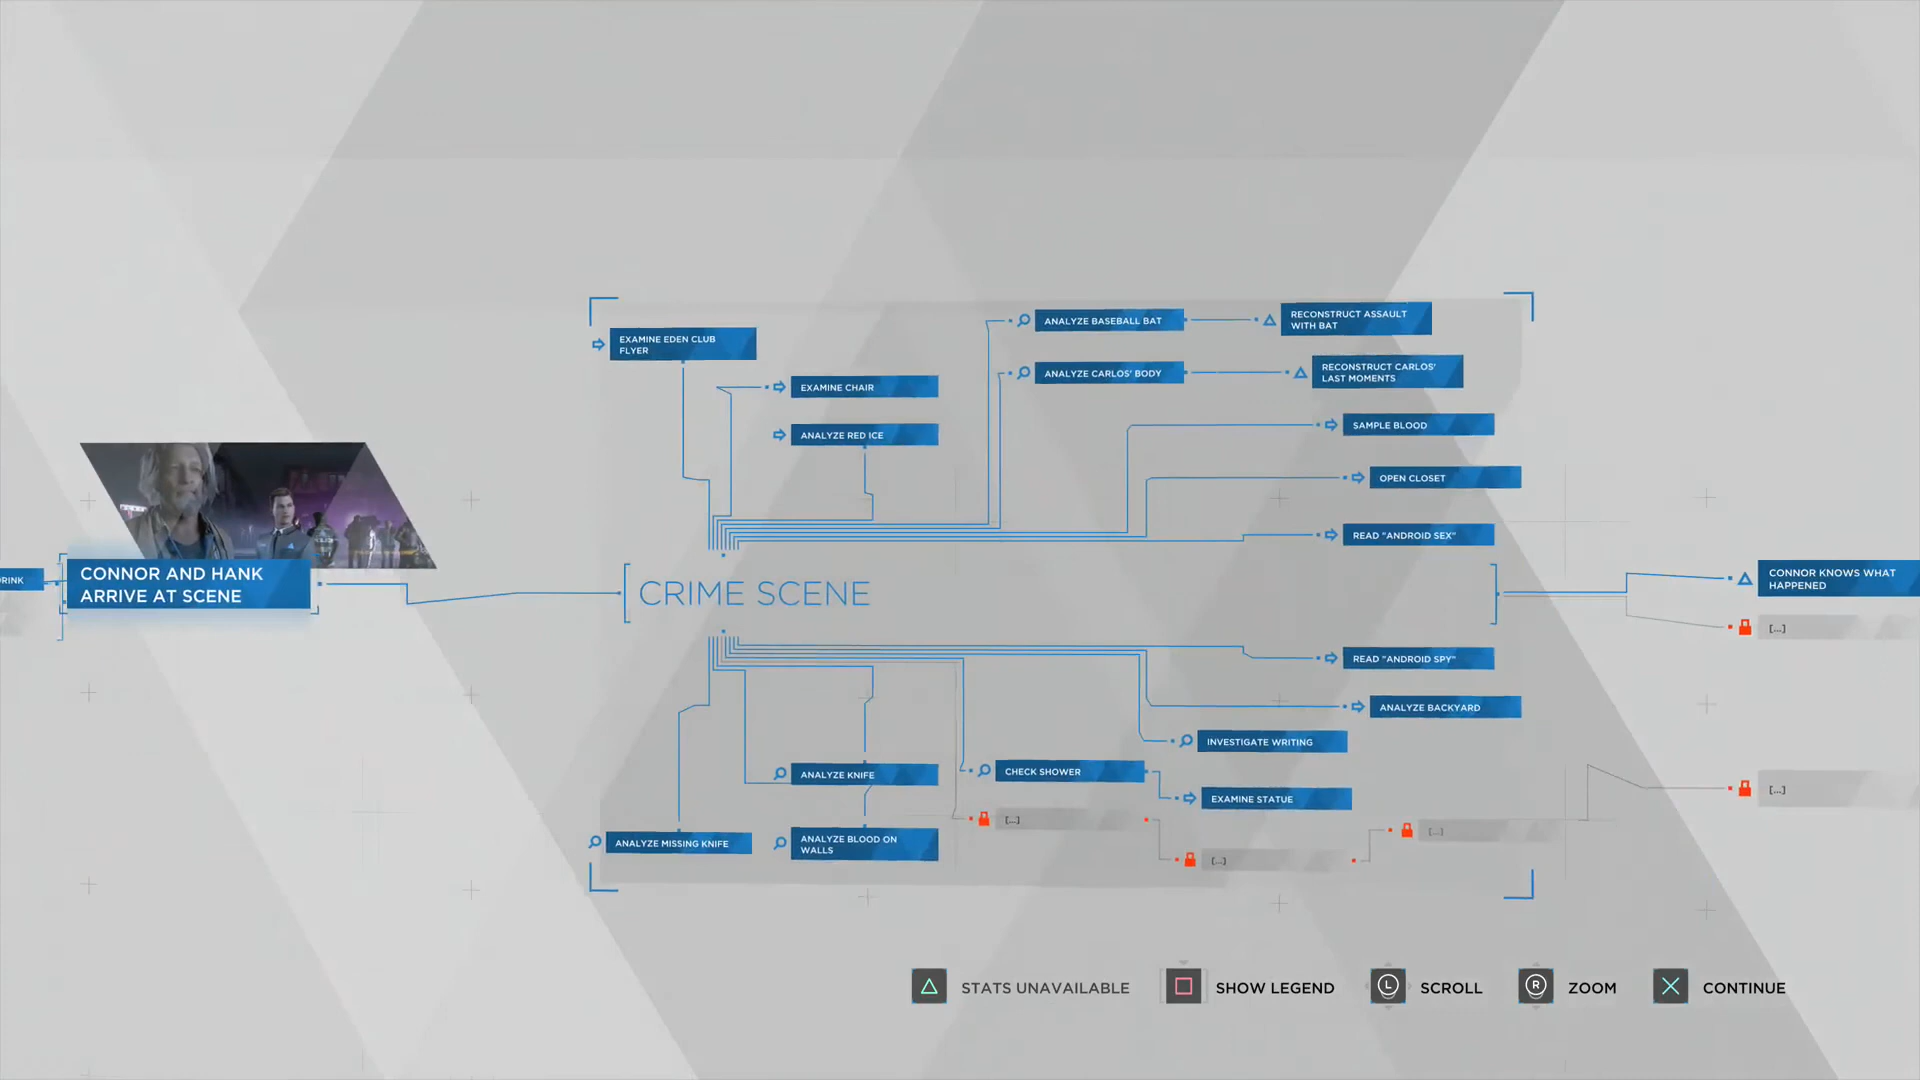 EXAMINE EDEN CLUB
FLYER
EXAMINE CHAIR
ANALYZE RED ICE
ANALYZE BASEBALL BAT
RECONSTRUCT ASSAULT
WITH BAT
ANALYZE CARLOS' BODY
RECONSTRUCT CARLOS'
LAST MOMENTS
SAMPLE BLOOD
OPEN CLOSET
READ "ANDROID SEX"
DRINK
CONNOR AND HANK
ARRIVE AT SCENE
CRIME SCENE
CONNOR KNOWS WHAT
HAPPENED
[...]
READ "ANDROID SPY"
ANALYZE BACKYARD
INVESTIGATE WRITING
ANALYZE KNIFE
CHECK SHOWER
EXAMINE STATUE
[...]
[...]
ANALYZE MISSING KNIFE
ANALYZE BLOOD ON
WALLS
[...]
[...]
STATS UNAVAILABLE
SHOW LEGEND
L SCROLL
R ZOOM
CONTINUE